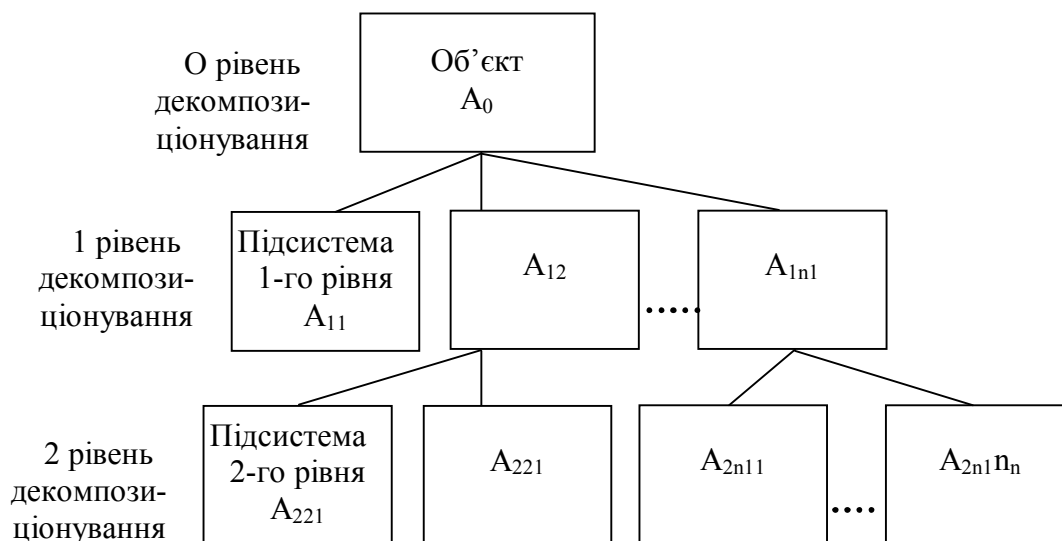 О рівень
декомпози-
ціонування
Об’єкт
A₀
1 рівень
декомпози-
ціонування
Підсистема
1-го рівня
A₁₁
A₁₂
.....
A₁ₙ₁
2 рівень
декомпози-
ціонування
Підсистема
2-го рівня
A₂₂₁
A₂₂₁
A₂ₙ₁₁
....
A₂ₙ₁nₙ